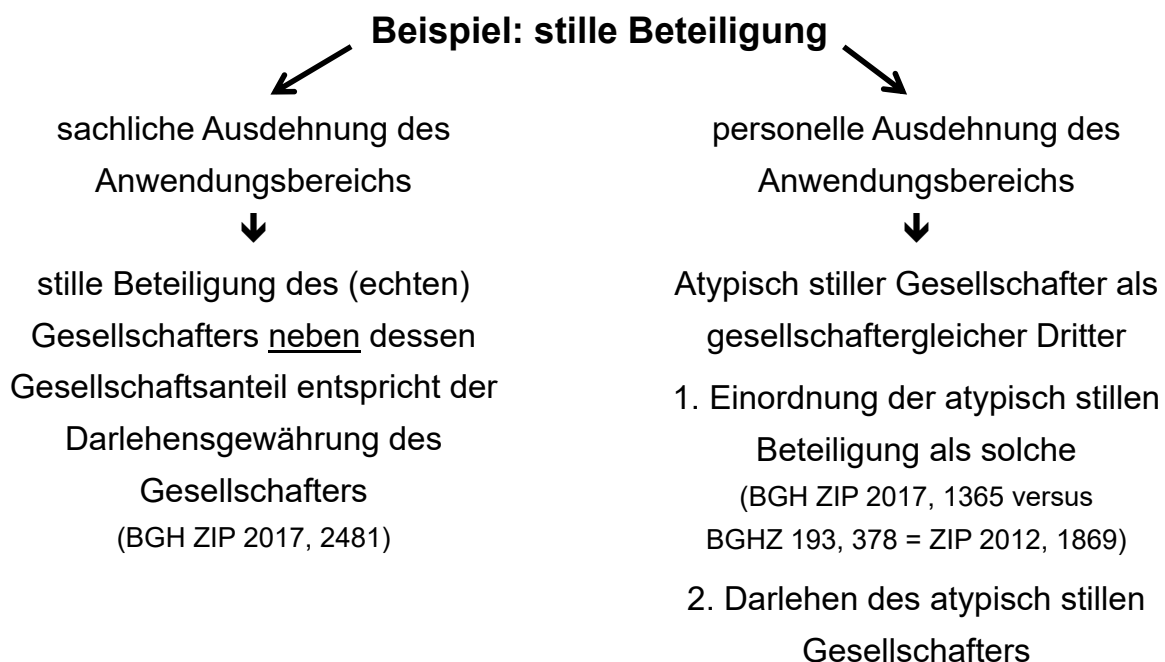 Beispiel: stille Beteiligung
sachliche Ausdehnung des
Anwendungsbereichs
stille Beteiligung des (echten)
Gesellschafters neben dessen
Gesellschaftsanteil entspricht der
Darlehensgewährung des
Gesellschafters
(BGH ZIP 2017, 2481)
personelle Ausdehnung des
Anwendungsbereichs
Atypisch stiller Gesellschafter als
gesellschaftergleicher Dritter
1. Einordnung der atypisch stillen
Beteiligung als solche
(BGH ZIP 2017, 1365 versus
BGHZ 193, 378 = ZIP 2012, 1869)
2. Darlehen des atypisch stillen
Gesellschafters